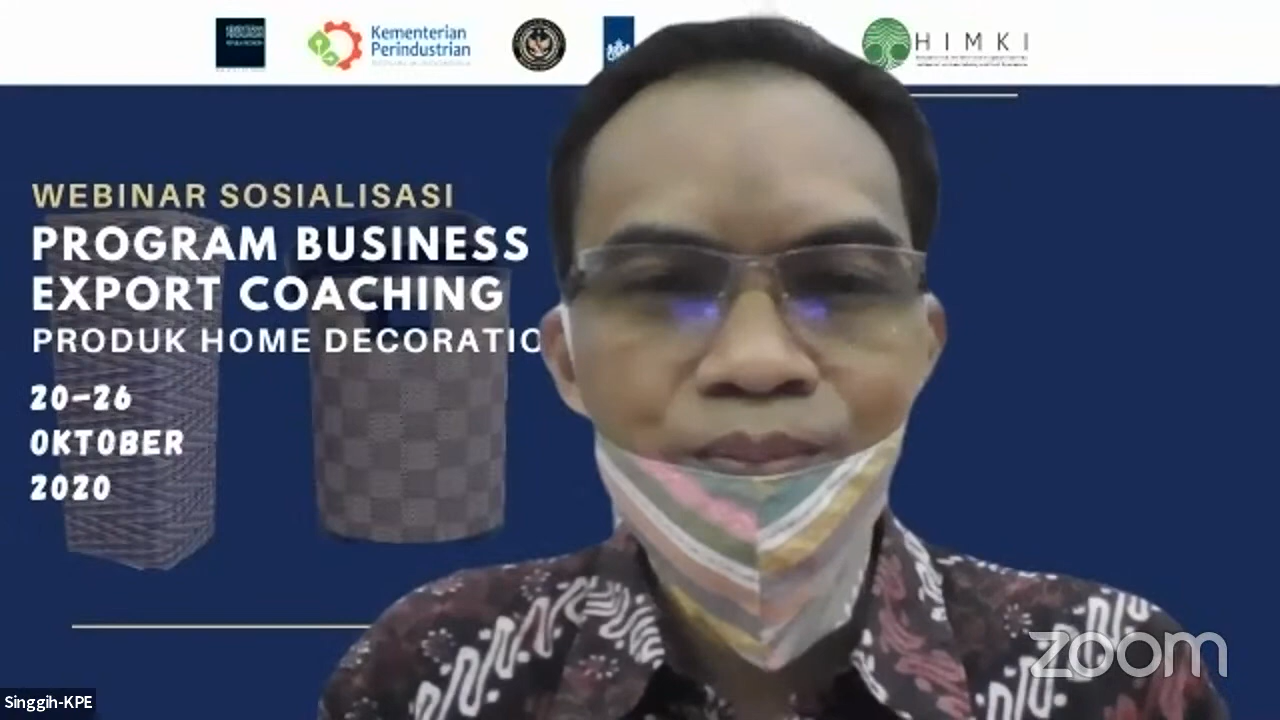 Kementerian
Perindustrian
HIMKI
WEBINAR SOSIALISASI
PROGRAM BUSINESS
EXPORT COACHING
PRODUK HOME DECORATIO
20-26
OKTOBER
2020
zoom
Singgih-KPE